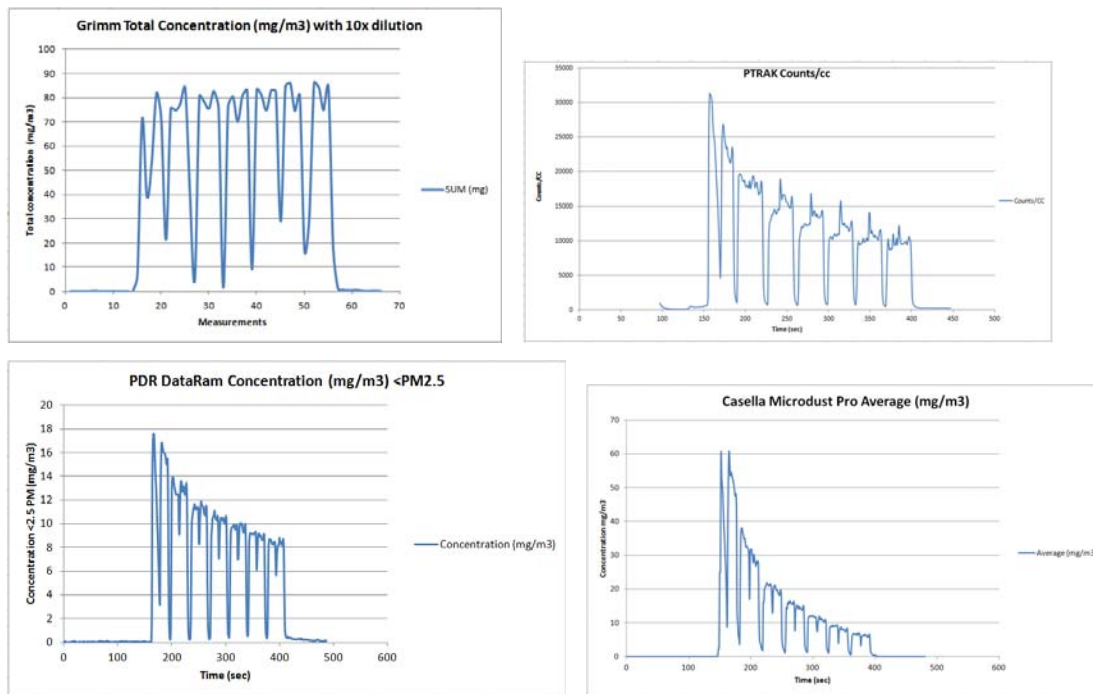 Grimm Total Concentration (mg/m3) with 10x dilution
Total concentration (mg/m3)
100
90
80
70
60
50
40
30
20
10
0
0 10 20 30 40 50 60 70
Measurements
SUM (mg)
PTRAK Counts/cc
Counts/CC
35000
30000
25000
20000
15000
10000
5000
0
0 50 100 150 200 250 300 350 400 450 500
Time (sec)
Counts/CC
PDR DataRam Concentration (mg/m3) <PM2.5
Concentration <2.5 PM (mg/m3)
20
18
16
14
12
10
8
6
4
2
0
0 100 200 300 400 500 600
Time (sec)
Concentration (mg/m3)
Casella Microdust Pro Average (mg/m3)
Concentration mg/m3
70
60
50
40
30
20
10
0
0 100 200 300 400 500 600
Time (sec)
Average (mg/m3